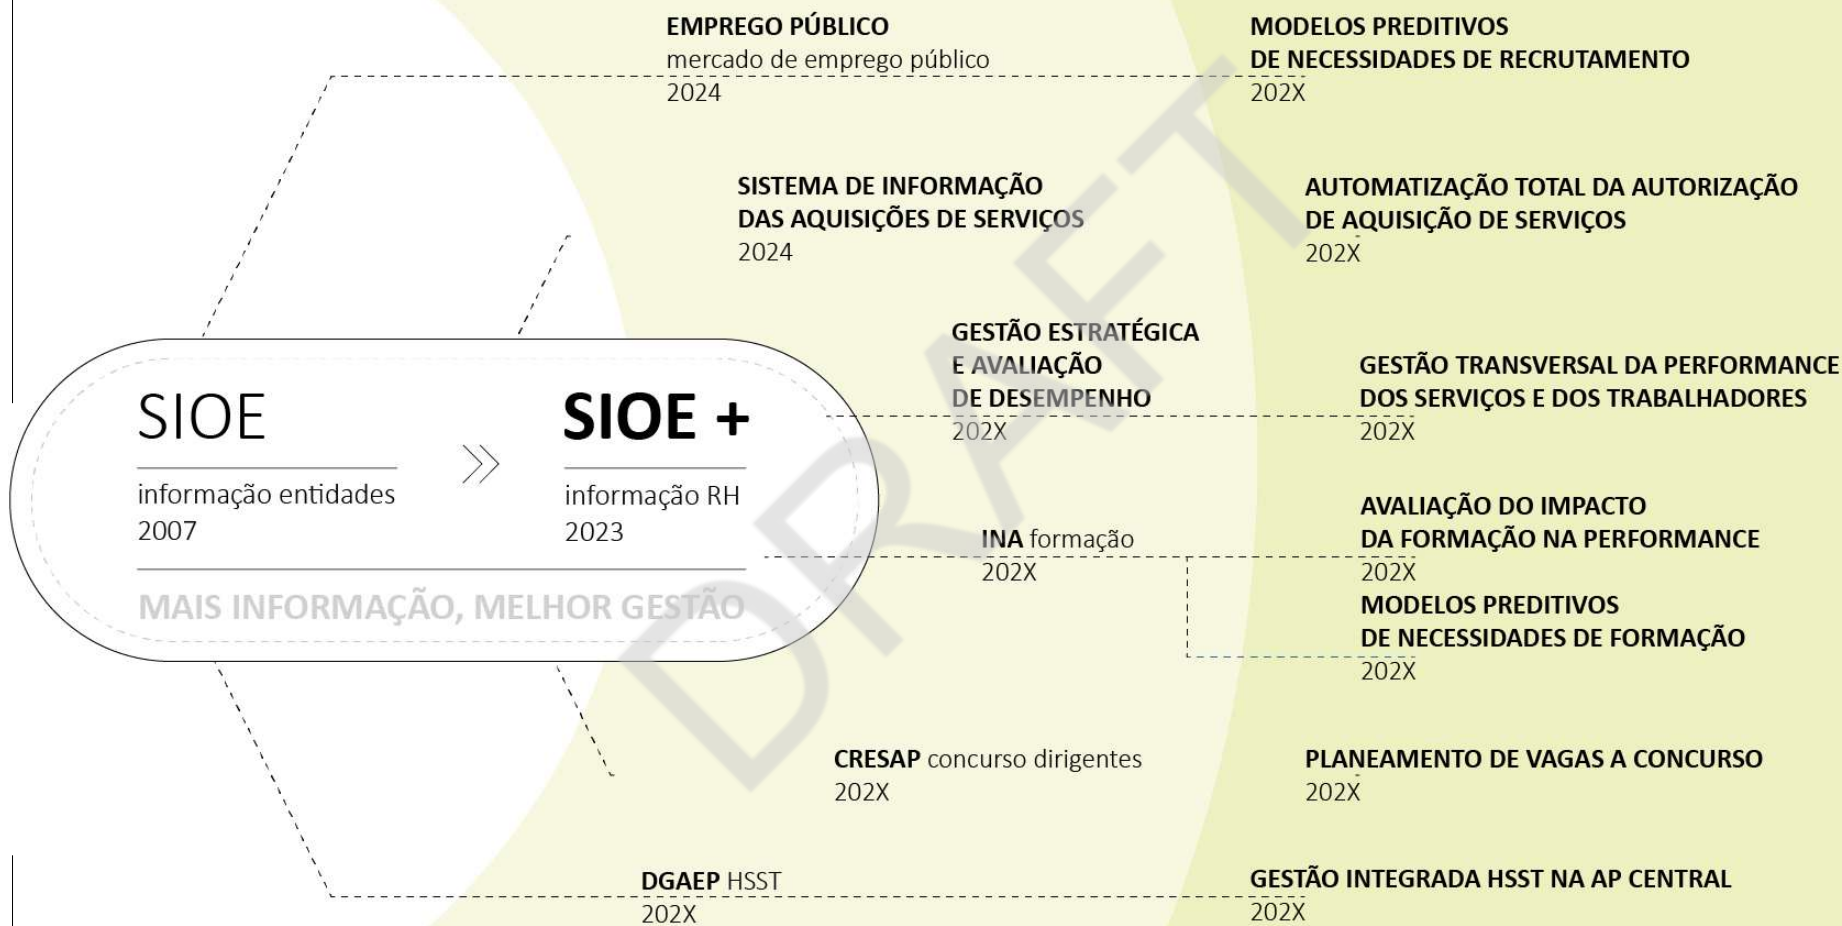 EMPREGO PÚBLICO
mercado de emprego público
2024
MODELOS PREDITIVOS
DE NECESSIDADES DE RECRUTAMENTO
202X
SISTEMA DE INFORMAÇÃO
DAS AQUISIÇÕES DE SERVIÇOS
2024
AUTOMATIZAÇÃO TOTAL DA AUTORIZAÇÃO
DE AQUISIÇÃO DE SERVIÇOS
202X
GESTÃO ESTRATÉGICA
E AVALIAÇÃO
DE DESEMPENHO
202X
GESTÃO TRANSVERSAL DA PERFORMANCE
DOS SERVIÇOS E DOS TRABALHADORES
202X
SIOE
informação entidades
2007
SIOE +
informação RH
2023
MAIS INFORMAÇÃO, MELHOR GESTÃO
INA formação
202X
AVALIAÇÃO DO IMPACTO
DA FORMAÇÃO NA PERFORMANCE
202X
MODELOS PREDITIVOS
DE NECESSIDADES DE FORMAÇÃO
202X
CRESAP concurso dirigentes
202X
PLANEAMENTO DE VAGAS A CONCURSO
202X
DGAEP HSST
202X
GESTÃO INTEGRADA HSST NA AP CENTRAL
202X
DRAFT